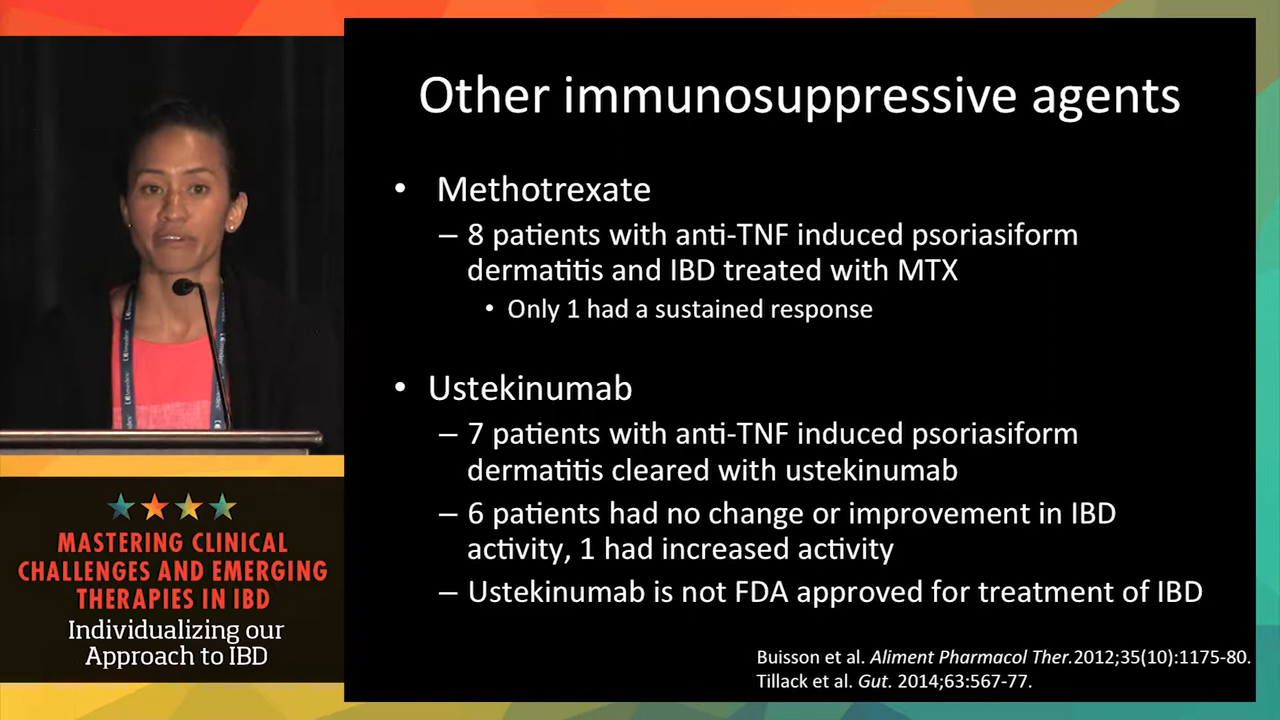 Other immunosuppressive agents
• Methotrexate
– 8 patients with anti-TNF induced psoriasiform
dermatitis and IBD treated with MTX
• Only 1 had a sustained response
• Ustekinumab
– 7 patients with anti-TNF induced psoriasiform
dermatitis cleared with ustekinumab
– 6 patients had no change or improvement in IBD
activity, 1 had increased activity
– Ustekinumab is not FDA approved for treatment of IBD
Buisson et al. Aliment Pharmacol Ther.2012;35(10):1175-80.
Tillack et al. Gut. 2014;63:567-77.
MASTERING CLINICAL
CHALLENGES AND EMERGING
THERAPIES IN IBD
Individualizing our
Approach to IBD